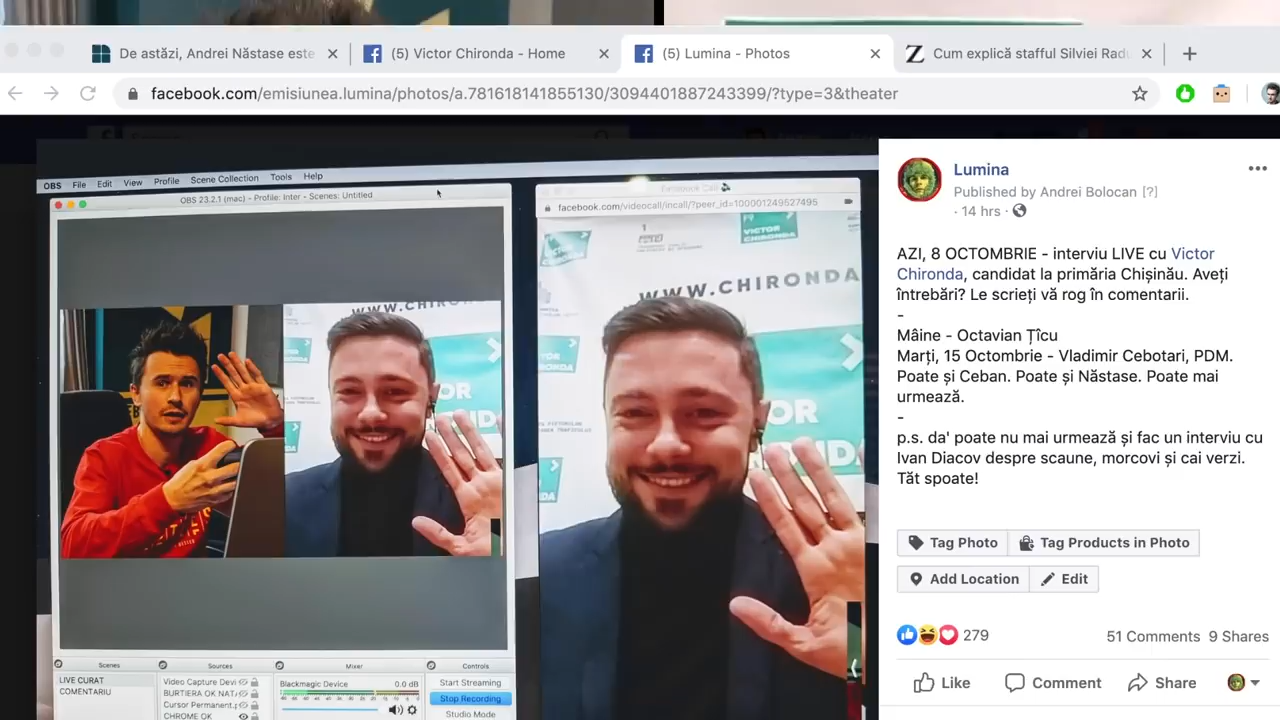 De astăzi, Andrei Năstase este
(5) Victor Chironda - Home
(5) Lumina - Photos
Cum explică stafful Silviei Radu
facebook.com/emisiunea.lumina/photos/a.781618141855130/3094401887243399/?type=3&theater
OBS File Edit View Profile Scene Collection Tools Help
OBS 23.2.1 (mac) - Profile: Inter - Scenes: Untitled
Facebook Call
facebook.com/videocall/incall/?peer_id=100001249527495
VICTOR
CHIRONDA
WWW.CHIRONDA
WWW.CHIRONDA
Scenes
Sources
Mixer
Controls
LIVE CURAT
COMENTARIU
Video Capture Devi
BURTIERA OK NAT
Cursor Permanent.
CHROME OK
Blackmagic Device 0.0 dB
Start Streaming
Stop Recording
Studio Mode
Lumina
Published by Andrei Bolocan [?]
· 14 hrs ·
AZI, 8 OCTOMBRIE - interviu LIVE cu Victor
Chironda, candidat la primăria Chișinău. Aveți
întrebări? Le scrieți vă rog în comentarii.
-
Mâine - Octavian Țîcu
Marți, 15 Octombrie - Vladimir Cebotari, PDM.
Poate și Ceban. Poate și Năstase. Poate mai
urmează.
-
p.s. da' poate nu mai urmează și fac un interviu cu
Ivan Diacov despre scaune, morcovi și cai verzi.
Tăt spoate!
Tag Photo
Tag Products in Photo
Add Location
Edit
279
51 Comments 9 Shares
Like
Comment
Share